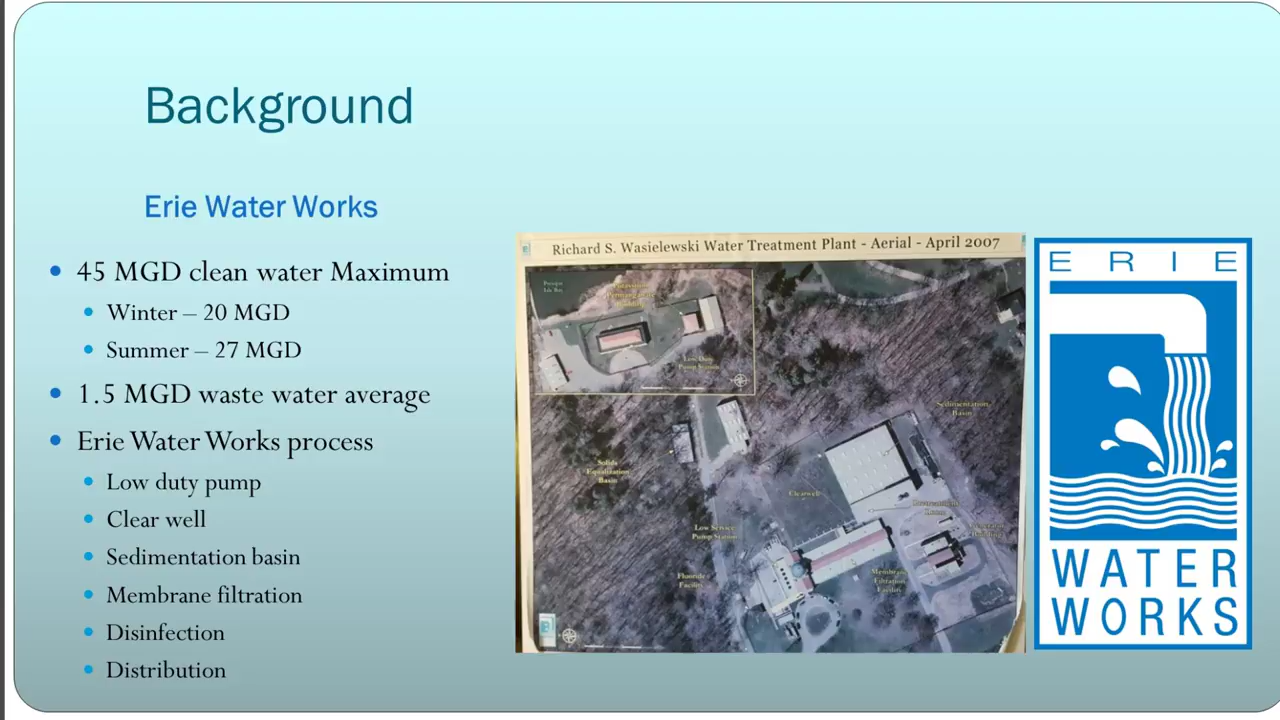 Background
Erie Water Works
45 MGD clean water Maximum
Winter – 20 MGD
Summer – 27 MGD
1.5 MGD waste water average
Erie Water Works process
Low duty pump
Clear well
Sedimentation basin
Membrane filtration
Disinfection
Distribution
Richard S. Wasielewski Water Treatment Plant - Aerial - April 2007
Low Duty
Pump Station
Sedimentation
Basin
Solids
Equalization
Basin
Clearwell
Low Service
Pump Station
Fluoride
Facility
Membrane
Filtration
Facility
ERIE
WATER
WORKS